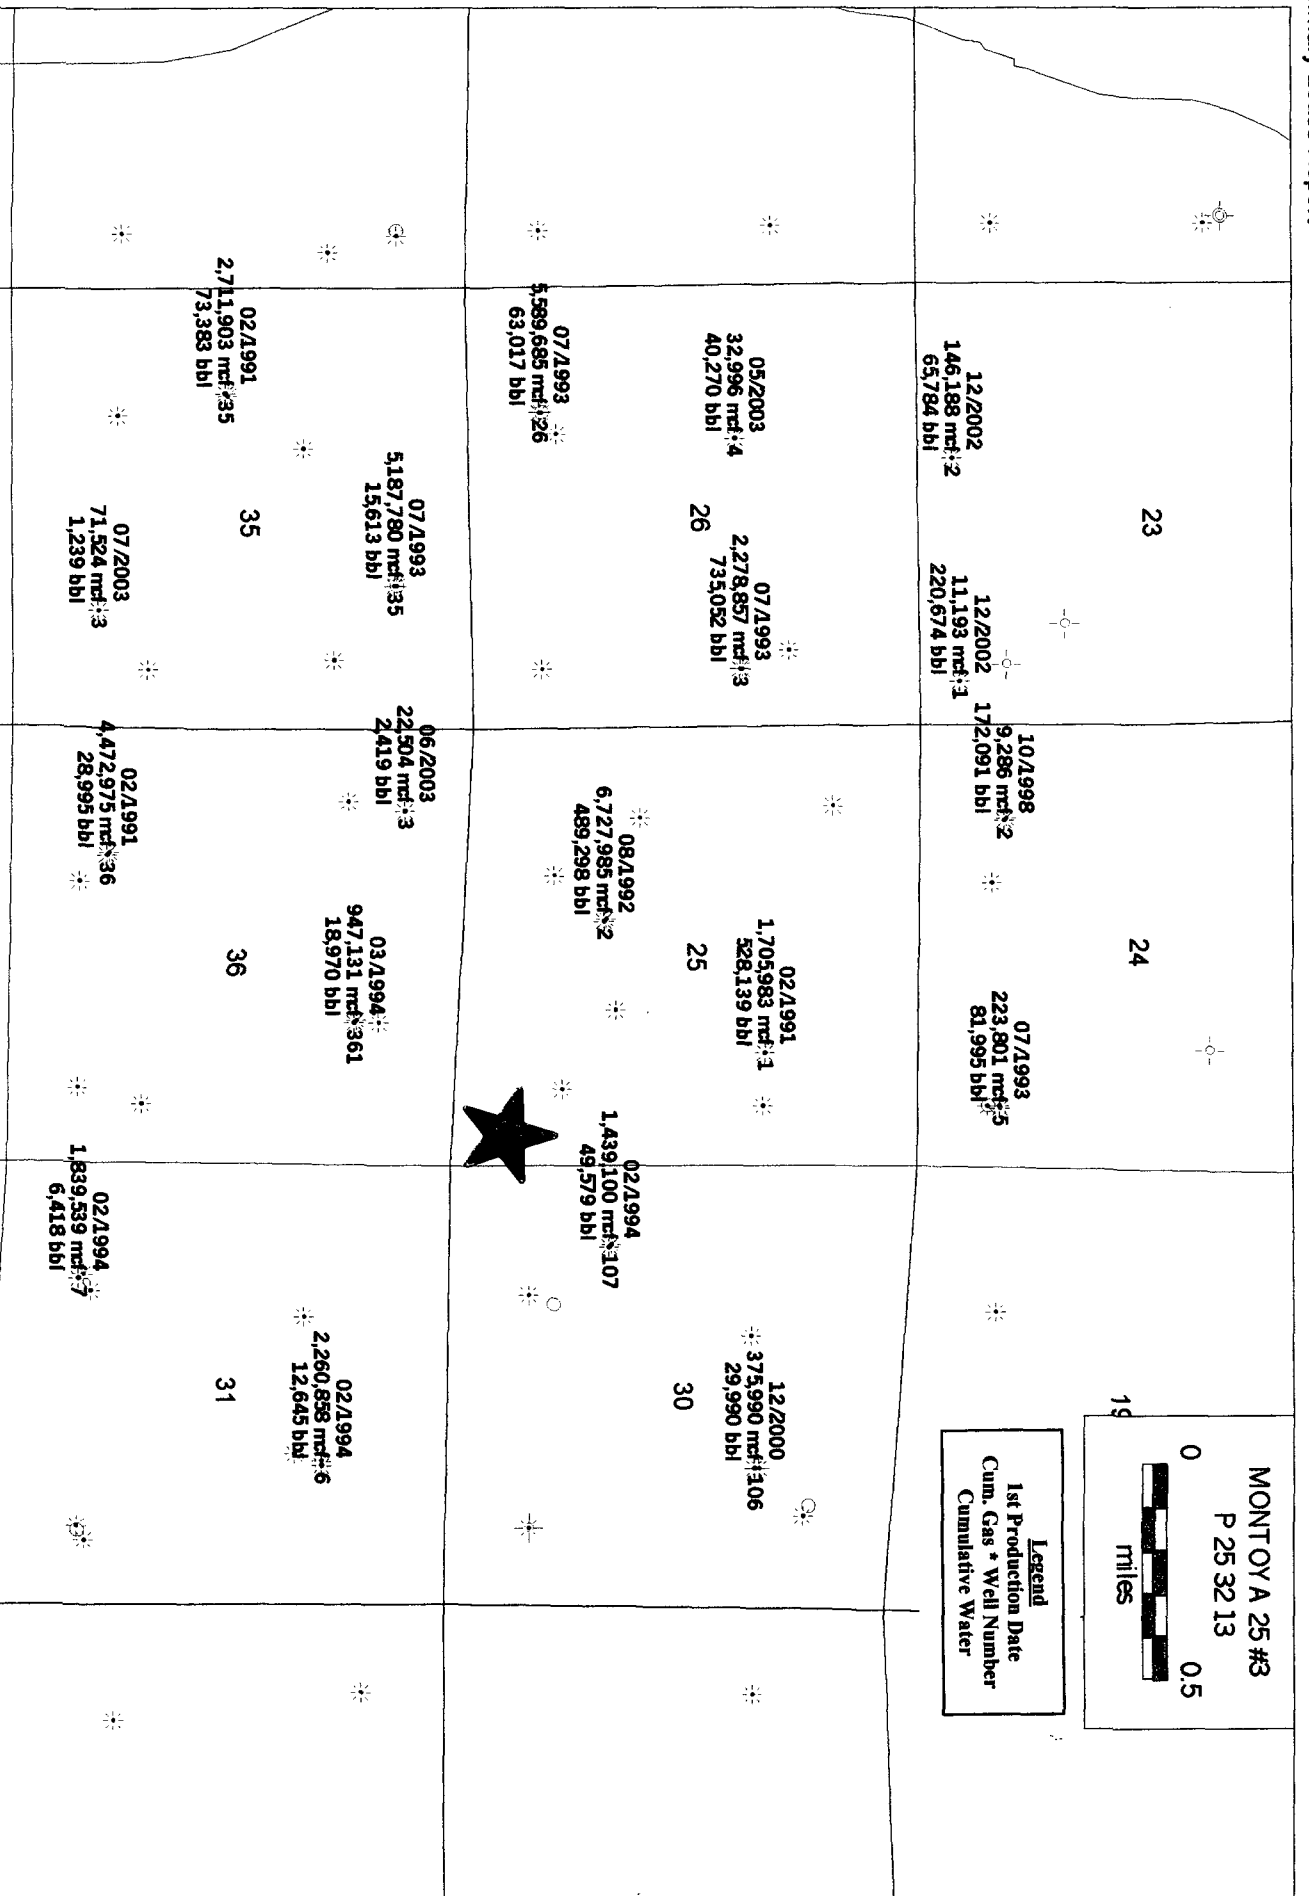 MONTOYA 25 #3
P 25 32 13
0
0.5
miles
Legend
1st Production Date
Cum. Gas * Well Number
Cumulative Water
23
24
19
12/2002
146,188 mcf 2
65,784 bbl
12/2002
11,193 mcf 1
220,674 bbl
10/1998
9,286 mcf 2
172,091 bbl
07/1993
223,801 mcf 5
81,995 bbl
05/2003
32,996 mcf 4
40,270 bbl
07/1993
2,278,857 mcf 3
735,052 bbl
02/1991
1,705,983 mcf 1
528,139 bbl
12/2000
375,990 mcf 106
29,990 bbl
26
25
30
07/1993
5,589,685 mcf 26
63,017 bbl
08/1992
6,727,985 mcf 2
489,298 bbl
02/1994
1,439,100 mcf 107
49,579 bbl
07/1993
5,187,780 mcf 35
15,613 bbl
06/2003
22,504 mcf 3
2,419 bbl
03/1994
947,131 mcf 361
18,970 bbl
02/1994
2,260,858 mcf 6
12,645 bbl
02/1991
2,711,903 mcf 35
73,383 bbl
35
36
31
07/2003
71,524 mcf 3
1,239 bbl
02/1991
4,472,975 mcf 36
28,995 bbl
02/1994
1,839,539 mcf 7
6,418 bbl